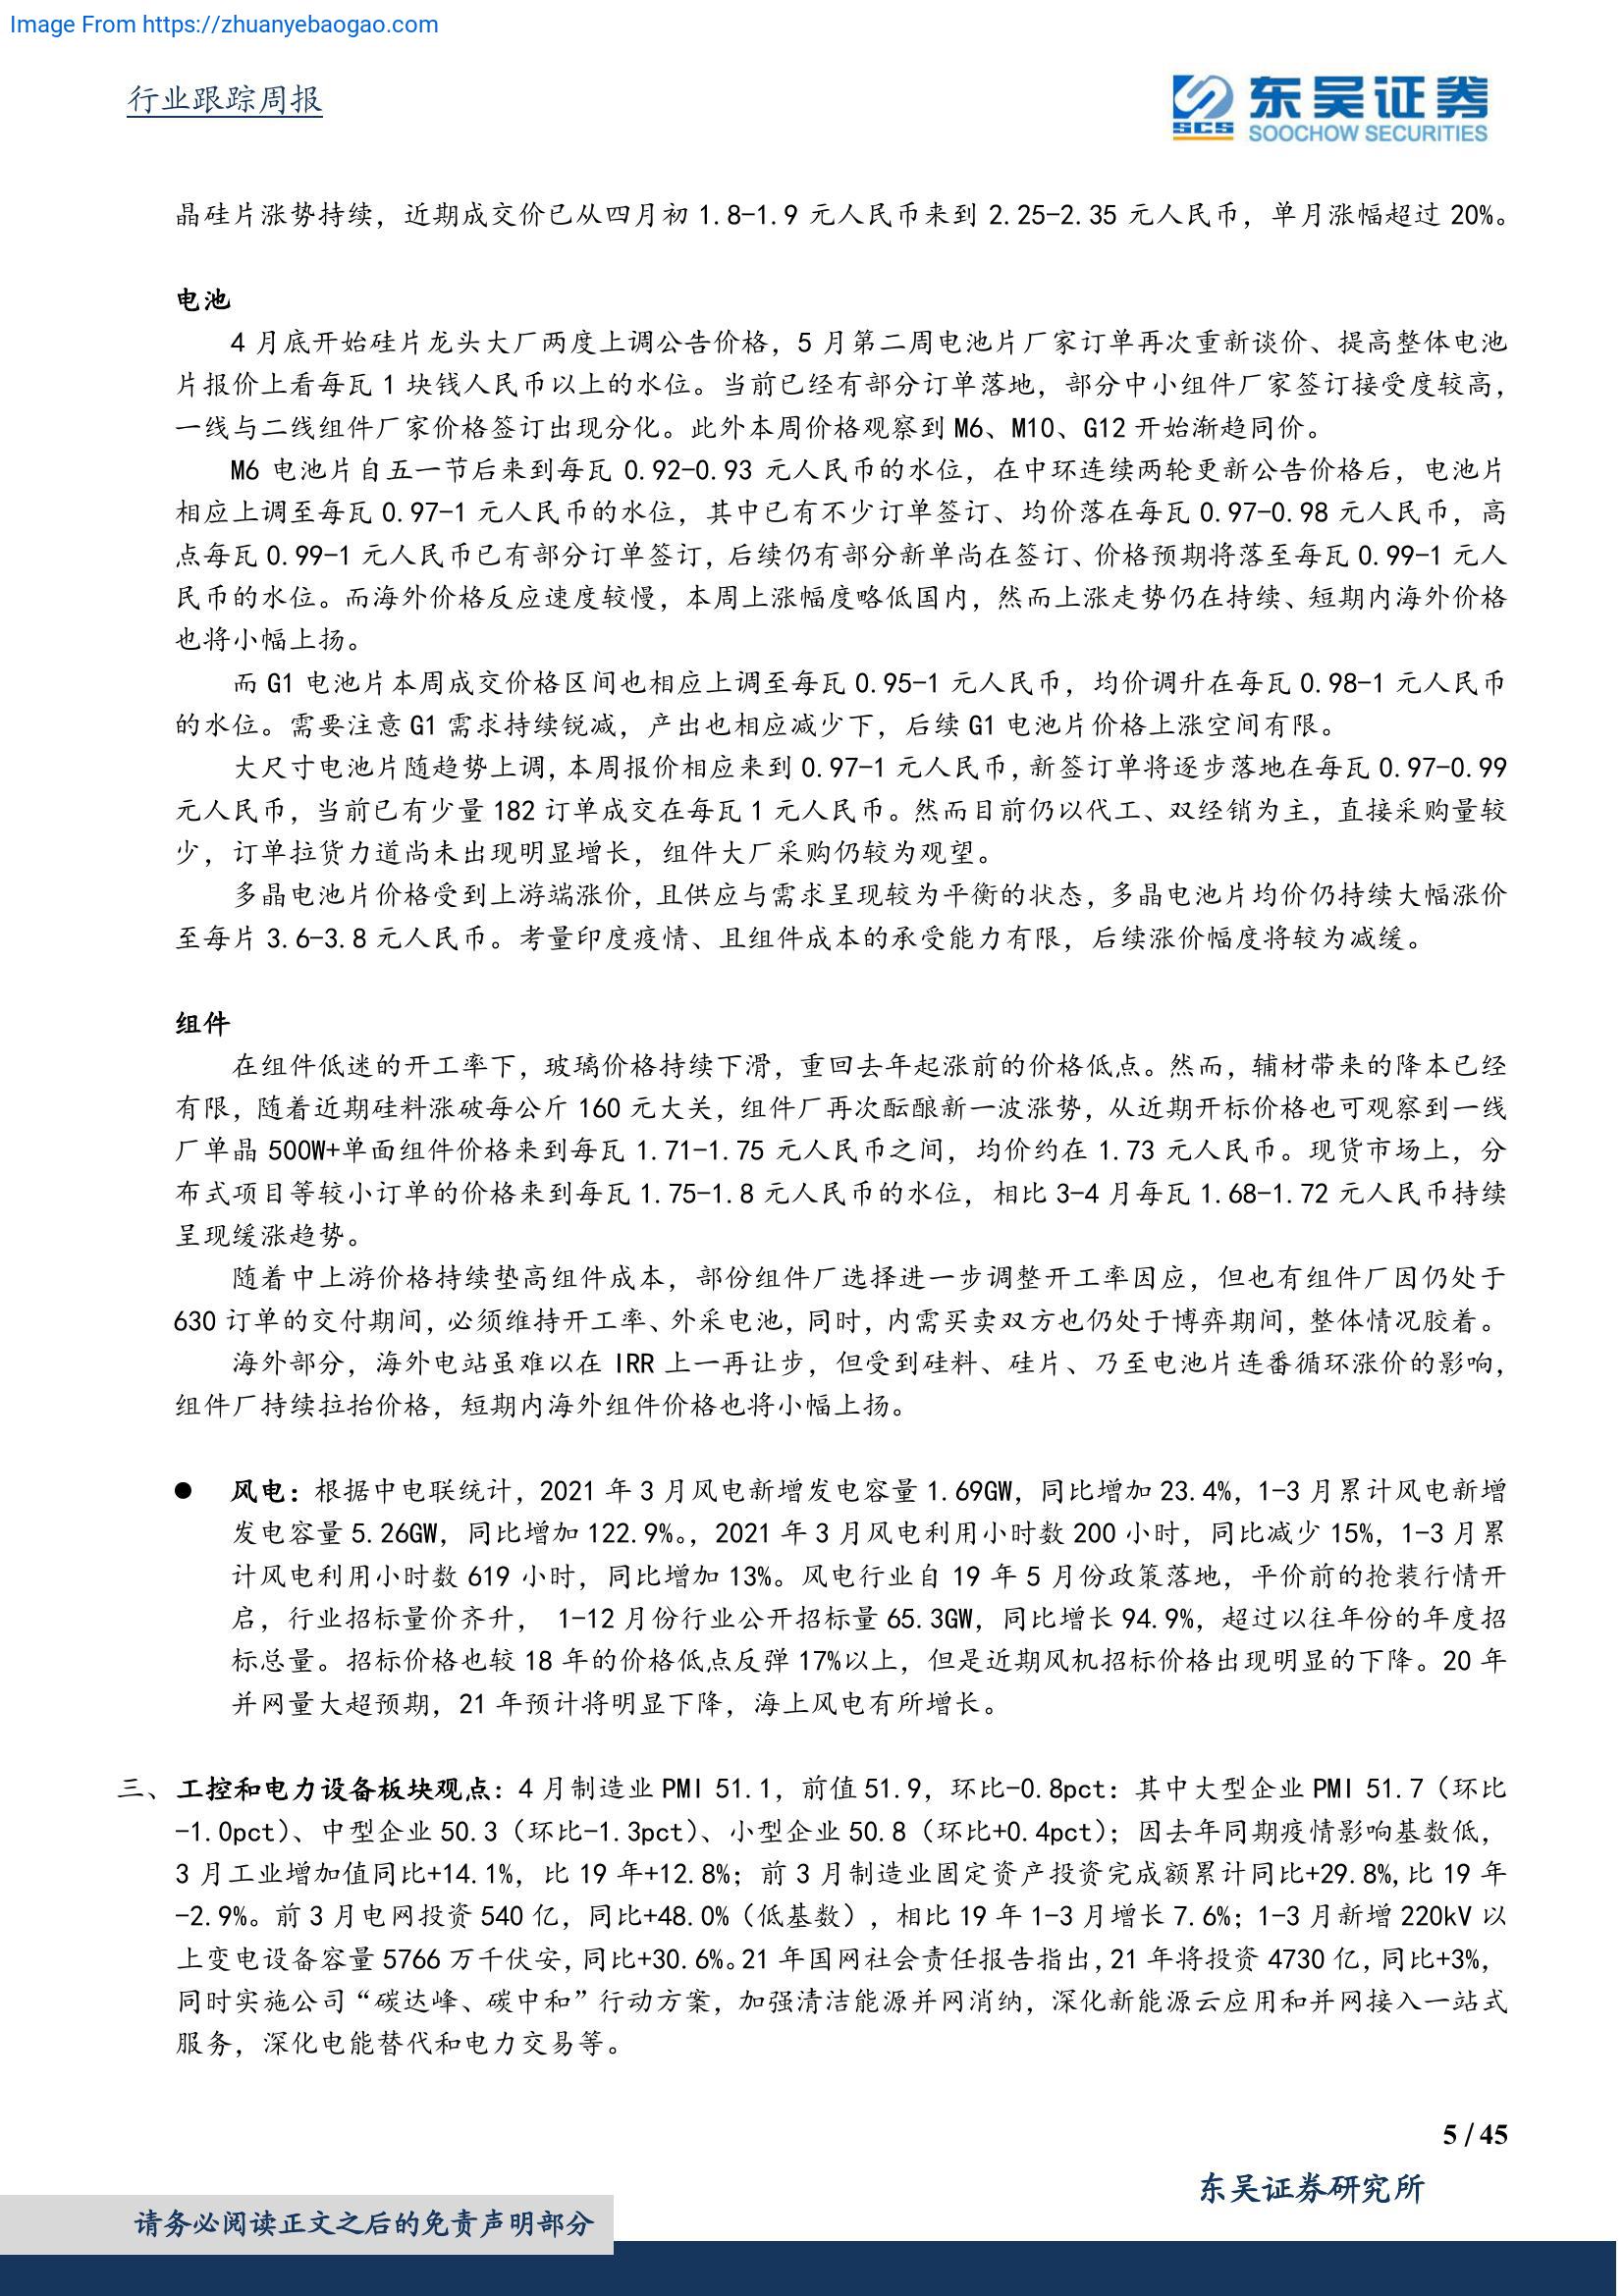 Image From https://zhuanyebaogao.com
行业跟踪周报
东吴证券
SCS
SOOCHOW SECURITIES
晶硅片涨势持续，近期成交价已从四月初 1.8-1.9 元人民币来到 2.25-2.35 元人民币，单月涨幅超过 20%。
电池
4 月底开始硅片龙头大厂两度上调公告价格，5 月第二周电池片厂家订单再次重新谈价、提高整体电池
片报价上看每瓦 1 块钱人民币以上的水位。当前已经有部分订单落地，部分中小组件厂家签订接受度较高，
一线与二线组件厂家价格签订出现分化。此外本周价格观察到 M6、M10、G12 开始渐趋同价。
M6 电池片自五一节后来到每瓦 0.92-0.93 元人民币的水位，在中环连续两轮更新公告价格后，电池片
相应上调至每瓦 0.97-1 元人民币的水位，其中已有不少订单签订、均价落在每瓦 0.97-0.98 元人民币，高
点每瓦 0.99-1 元人民币已有部分订单签订，后续仍有部分新单尚在签订、价格预期将落至每瓦 0.99-1 元人
民币的水位。而海外价格反应速度较慢，本周上涨幅度略低国内，然而上涨走势仍在持续、短期内海外价格
也将小幅上扬。
而 G1 电池片本周成交价格区间也相应上调至每瓦 0.95-1 元人民币，均价调升在每瓦 0.98-1 元人民币
的水位。需要注意 G1 需求持续锐减，产出也相应减少下，后续 G1 电池片价格上涨空间有限。
大尺寸电池片随趋势上调，本周报价相应来到 0.97-1 元人民币，新签订单将逐步落地在每瓦 0.97-0.99
元人民币，当前已有少量 182 订单成交在每瓦 1 元人民币。然而目前仍以代工、双经销为主，直接采购量较
少，订单拉货力道尚未出现明显增长，组件大厂采购仍较为观望。
多晶电池片价格受到上游端涨价，且供应与需求呈现较为平衡的状态，多晶电池片均价仍持续大幅涨价
至每片 3.6-3.8 元人民币。考量印度疫情、且组件成本的承受能力有限，后续涨价幅度将较为减缓。
组件
在组件低迷的开工率下，玻璃价格持续下滑，重回去年起涨前的价格低点。然而，辅材带来的降本已经
有限，随着近期硅料涨破每公斤 160 元大关，组件厂再次酝酿新一波涨势，从近期开标价格也可观察到一线
厂单晶 500W+单面组件价格来到每瓦 1.71-1.75 元人民币之间，均价约在 1.73 元人民币。现货市场上，分
布式项目等较小订单的价格来到每瓦 1.75-1.8 元人民币的水位，相比 3-4 月每瓦 1.68-1.72 元人民币持续
呈现缓涨趋势。
随着中上游价格持续垫高组件成本，部份组件厂选择进一步调整开工率因应，但也有组件厂因仍处于
630 订单的交付期间，必须维持开工率、外采电池，同时，内需买卖双方也仍处于博弈期间，整体情况胶着。
海外部分，海外电站虽难以在 IRR 上一再让步，但受到硅料、硅片、乃至电池片连番循环涨价的影响，
组件厂持续拉抬价格，短期内海外组件价格也将小幅上扬。
● 风电：根据中电联统计，2021 年 3 月风电新增发电容量 1.69GW，同比增加 23.4%，1-3 月累计风电新增
发电容量 5.26GW，同比增加 122.9%。，2021 年 3 月风电利用小时数 200 小时，同比减少 15%，1-3 月累
计风电利用小时数 619 小时，同比增加 13%。风电行业自 19 年 5 月份政策落地，平价前的抢装行情开
启，行业招标量价齐升， 1-12 月份行业公开招标量 65.3GW，同比增长 94.9%，超过以往年份的年度招
标总量。招标价格也较 18 年的价格低点反弹 17%以上，但是近期风机招标价格出现明显的下降。20 年
并网量大超预期，21 年预计将明显下降，海上风电有所增长。
三、工控和电力设备板块观点：4 月制造业 PMI 51.1，前值 51.9，环比-0.8pct：其中大型企业 PMI 51.7（环比
-1.0pct）、中型企业 50.3（环比-1.3pct）、小型企业 50.8（环比+0.4pct）；因去年同期疫情影响基数低，
3 月工业增加值同比+14.1%，比 19 年+12.8%；前 3 月制造业固定资产投资完成额累计同比+29.8%,比 19 年
-2.9%。前 3 月电网投资 540 亿，同比+48.0%（低基数），相比 19 年 1-3 月增长 7.6%；1-3 月新增 220kV 以
上变电设备容量 5766 万千伏安，同比+30.6%。21 年国网社会责任报告指出，21 年将投资 4730 亿，同比+3%，
同时实施公司“碳达峰、碳中和”行动方案，加强清洁能源并网消纳，深化新能源云应用和并网接入一站式
服务，深化电能替代和电力交易等。
5 / 45
东吴证券研究所
请务必阅读正文之后的免责声明部分